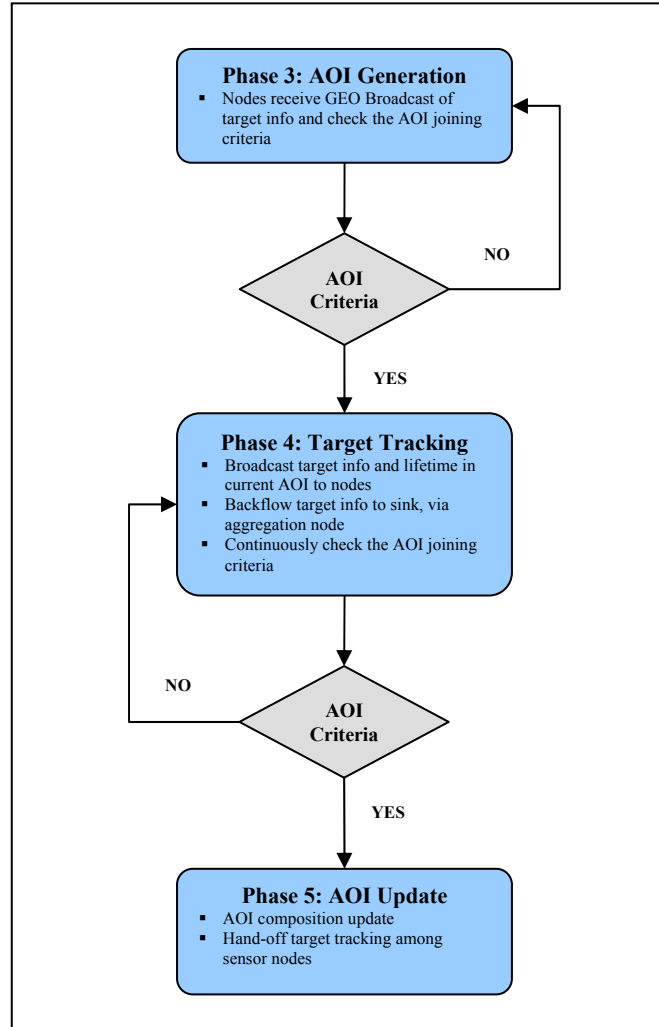 Phase 3: AOI Generation
▪ Nodes receive GEO Broadcast of
target info and check the AOI joining
criteria
NO
AOI
Criteria
YES
Phase 4: Target Tracking
▪ Broadcast target info and lifetime in
current AOI to nodes
▪ Backflow target info to sink, via
aggregation node
▪ Continuously check the AOI joining
criteria
NO
AOI
Criteria
YES
Phase 5: AOI Update
▪ AOI composition update
▪ Hand-off target tracking among
sensor nodes